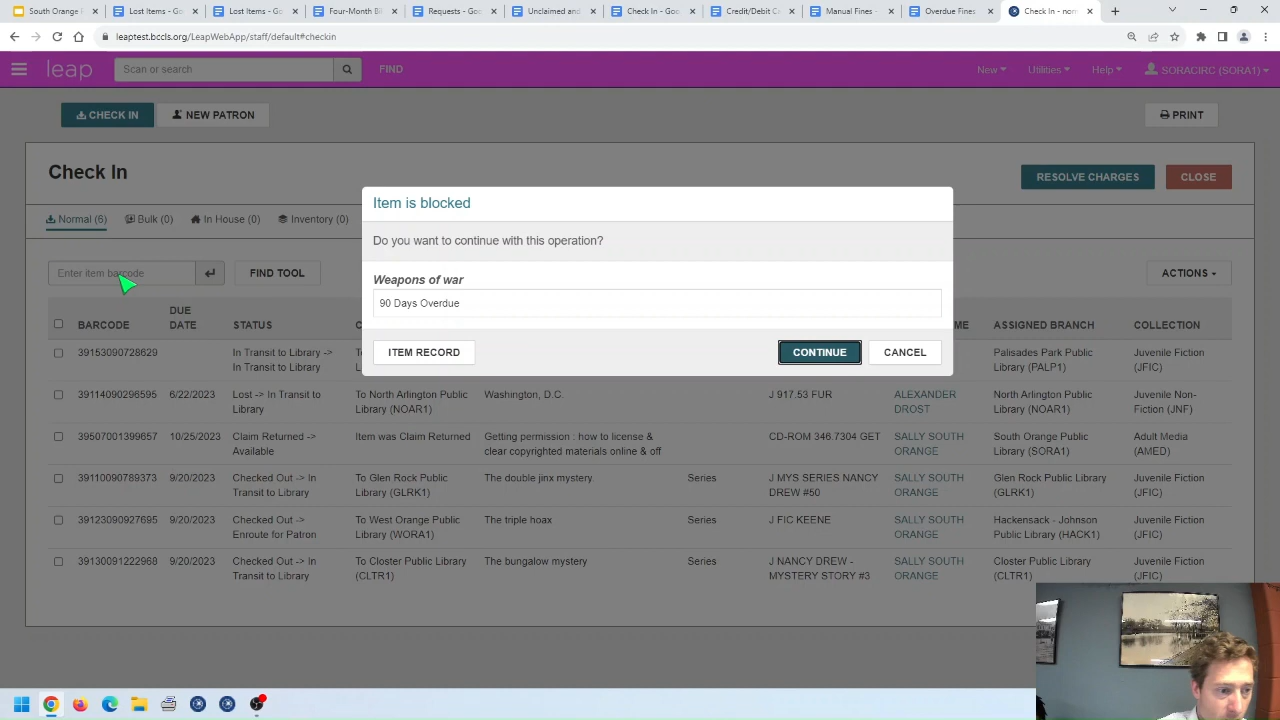 South Orange
Lost Items - Go
Lost Items - Go
Four-Month Bi
Requests - Goo
Unclaimed and
Check In - Goo
Credit/Debit C
Manual Fines -
Overdue Fines
Check In - norm
leaptest.bccls.org/LeapWebApp/staff/default#checkin
leap
Scan or search
FIND
New
Utilities
Help
SORACIRC (SORA1)
CHECK IN
NEW PATRON
PRINT
Check In
RESOLVE CHARGES
CLOSE
Normal (6)
Bulk (0)
In House (0)
Inventory (0)
Item is blocked
Do you want to continue with this operation?
Weapons of war
90 Days Overdue
ITEM RECORD
CONTINUE
CANCEL
Enter item barcode
FIND TOOL
ACTIONS
BARCODE
DUE DATE
STATUS
ME
ASSIGNED BRANCH
COLLECTION
39153090728629 In Transit to Library -> Palisades Park Public Juvenile Fiction
In Transit to Library Library (PALP1) (JFIC)
39114090296595 6/22/2023 Lost -> In Transit to To North Arlington Public Washington, D.C. J 917.53 FUR ALEXANDER North Arlington Public Juvenile Non-
Library Library (NOAR1) DROST Library (NOAR1) Fiction (JNF)
39507001399657 10/25/2023 Claim Returned -> Item was Claim Returned Getting permission : how to license & CD-ROM 346.7304 GET SALLY SOUTH South Orange Public Adult Media
Available clear copyrighted materials online & off ORANGE Library (SORA1) (AMED)
39110090789373 9/20/2023 Checked Out -> In To Glen Rock Public The double jinx mystery. Series J MYS SERIES NANCY SALLY SOUTH Glen Rock Public Juvenile Fiction
Transit to Library Library (GLRK1) DREW #50 ORANGE Library (GLRK1) (JFIC)
39123090927695 9/20/2023 Checked Out -> To West Orange Public The triple hoax Series J FIC KEENE SALLY SOUTH Hackensack - Johnson Juvenile Fiction
Enroute for Patron Library (WORA1) ORANGE Public Library (HACK1) (JFIC)
39130091222968 9/20/2023 Checked Out -> In To Closter Public Library The bungalow mystery Series J NANCY DREW - SALLY SOUTH Closter Public Library Juvenile Fiction
Transit to Library (CLTR1) MYSTERY STORY #3 ORANGE (CLTR1) (JFIC)